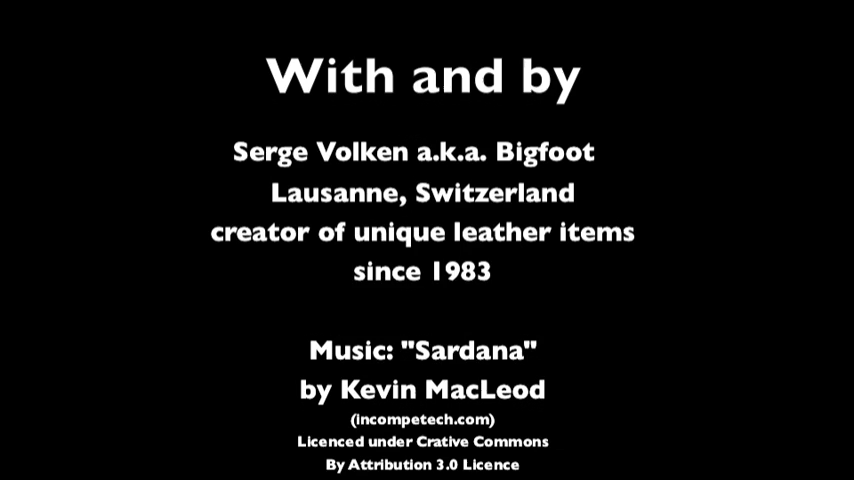 With and by
Serge Volken a.k.a. Bigfoot
Lausanne, Switzerland
creator of unique leather items
since 1983
Music: "Sardana"
by Kevin MacLeod
(incompetech.com)
Licenced under Crative Commons
By Attribution 3.0 Licence